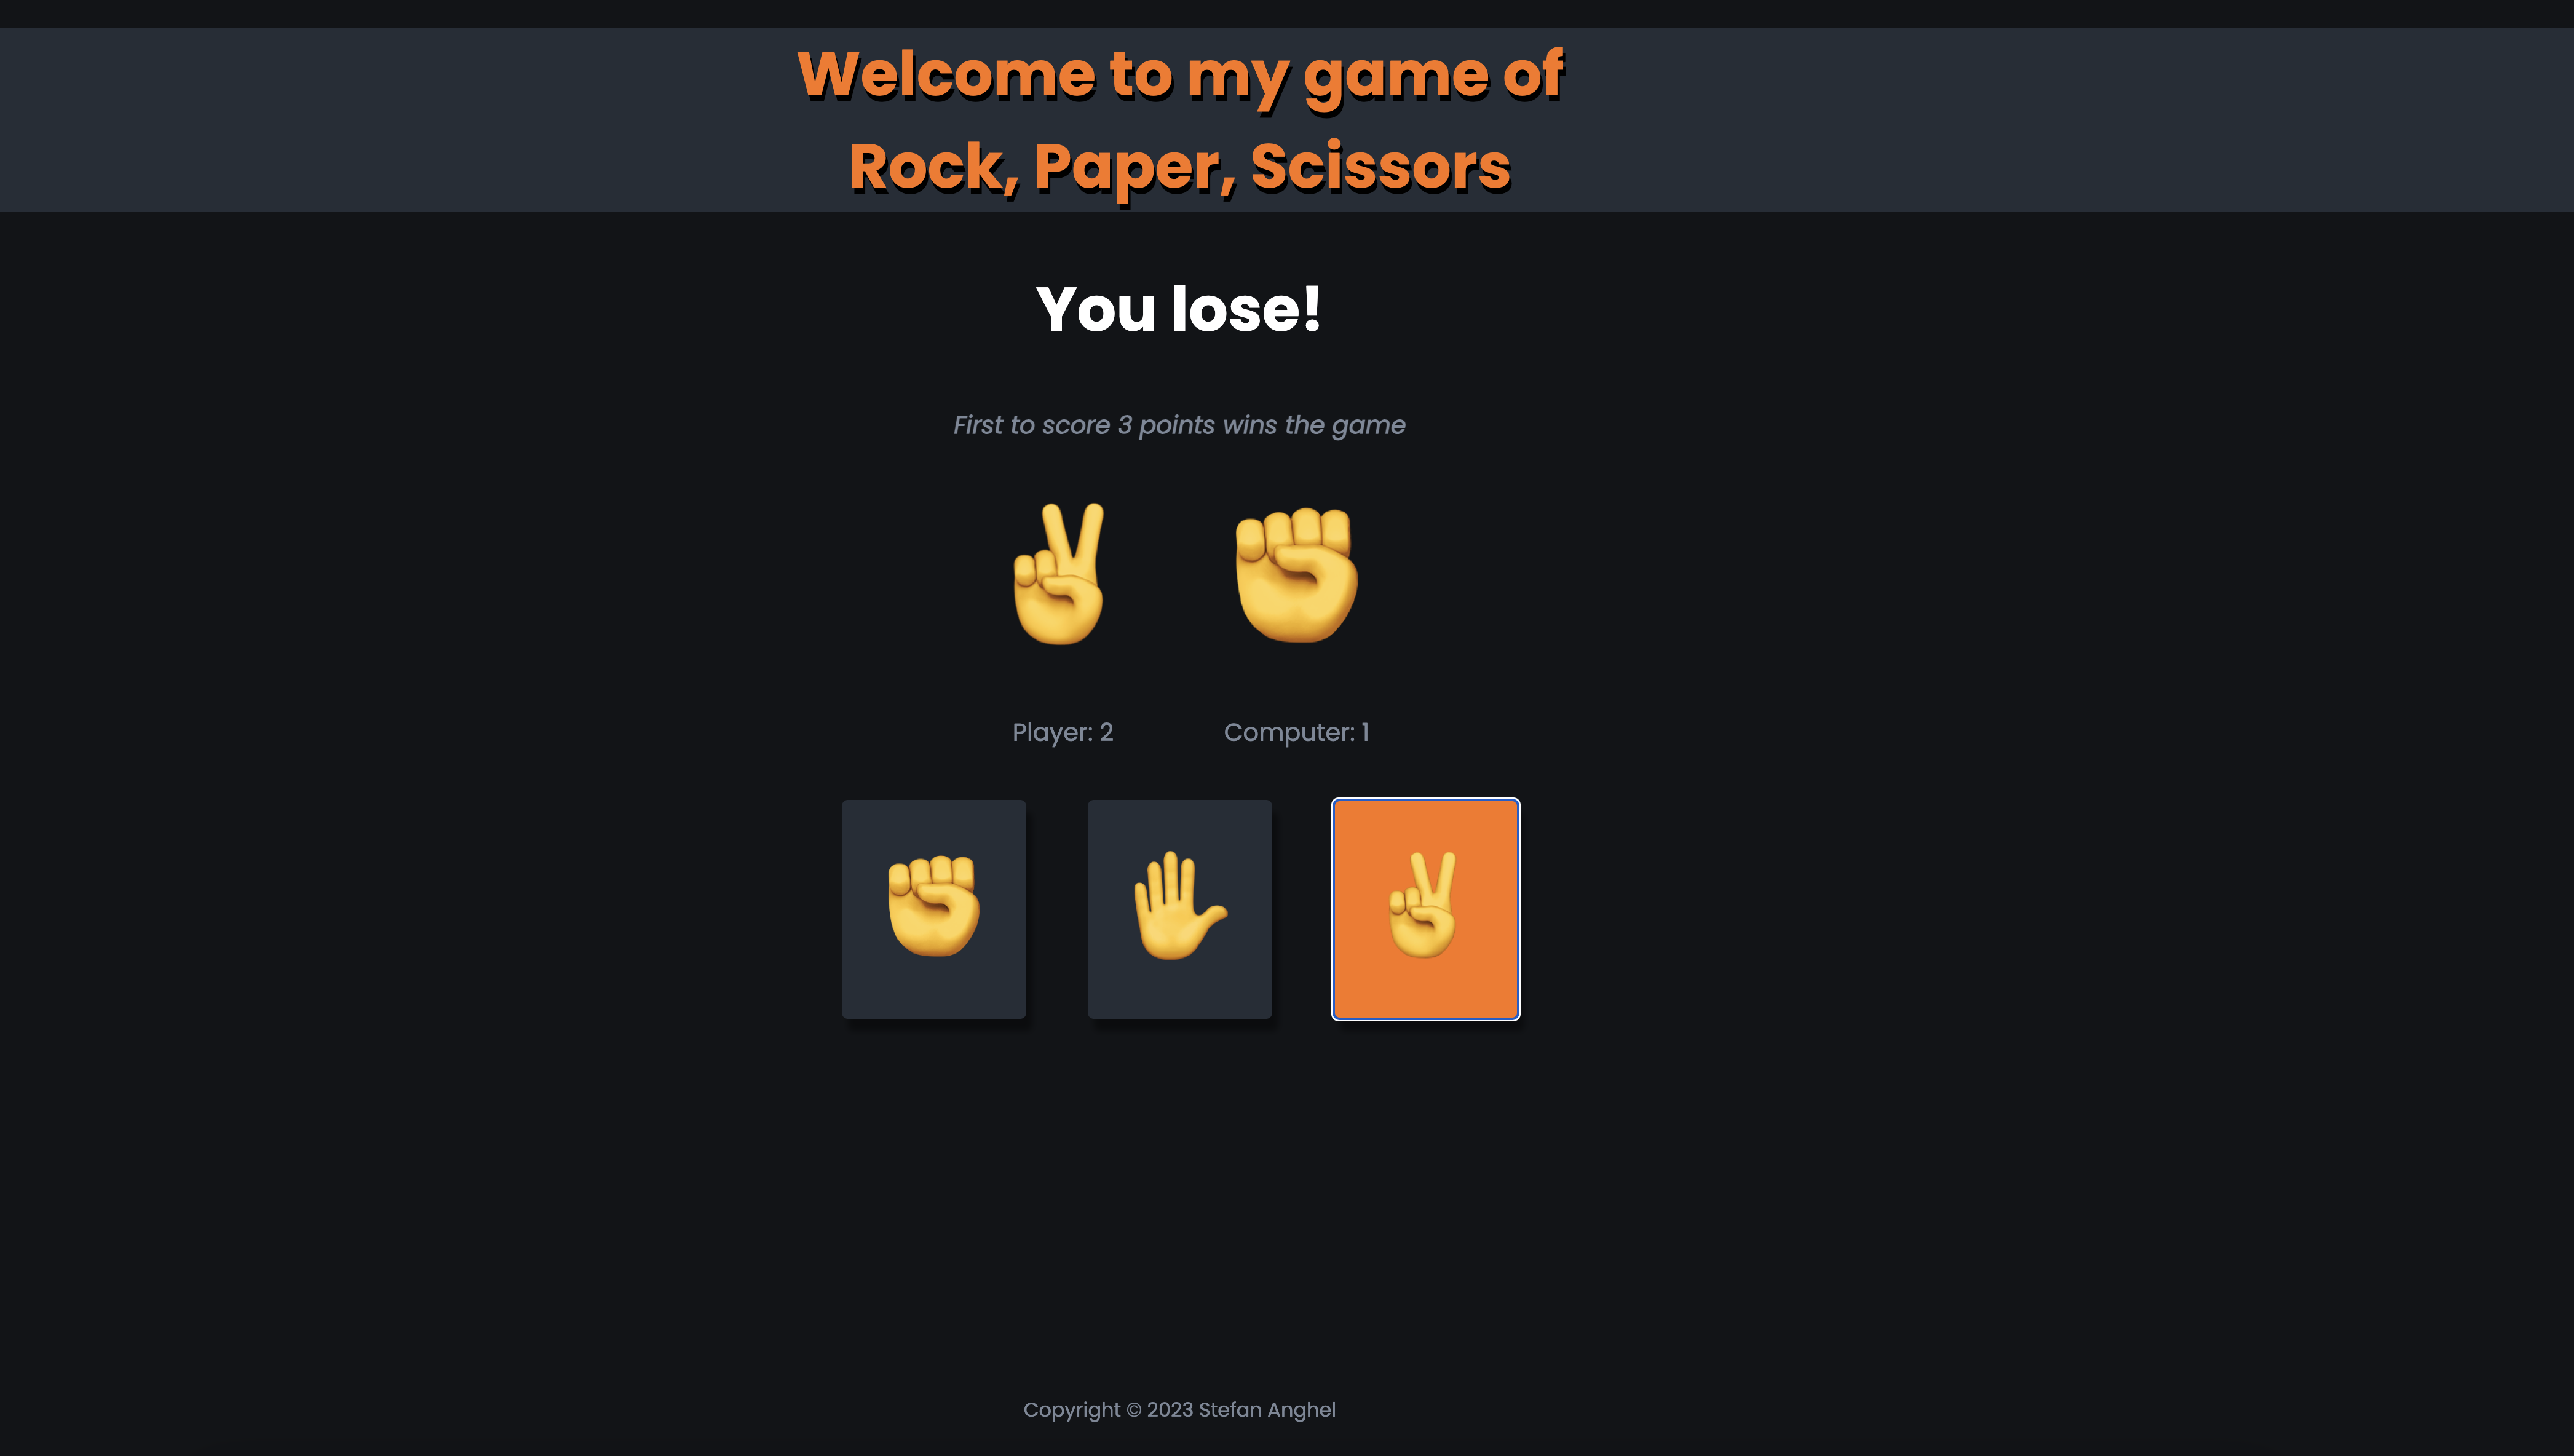 Welcome to my game of
Rock, Paper, Scissors
You lose!
First to score 3 points wins the game
Player: 2
Computer: 1
Copyright © 2023 Stefan Anghel